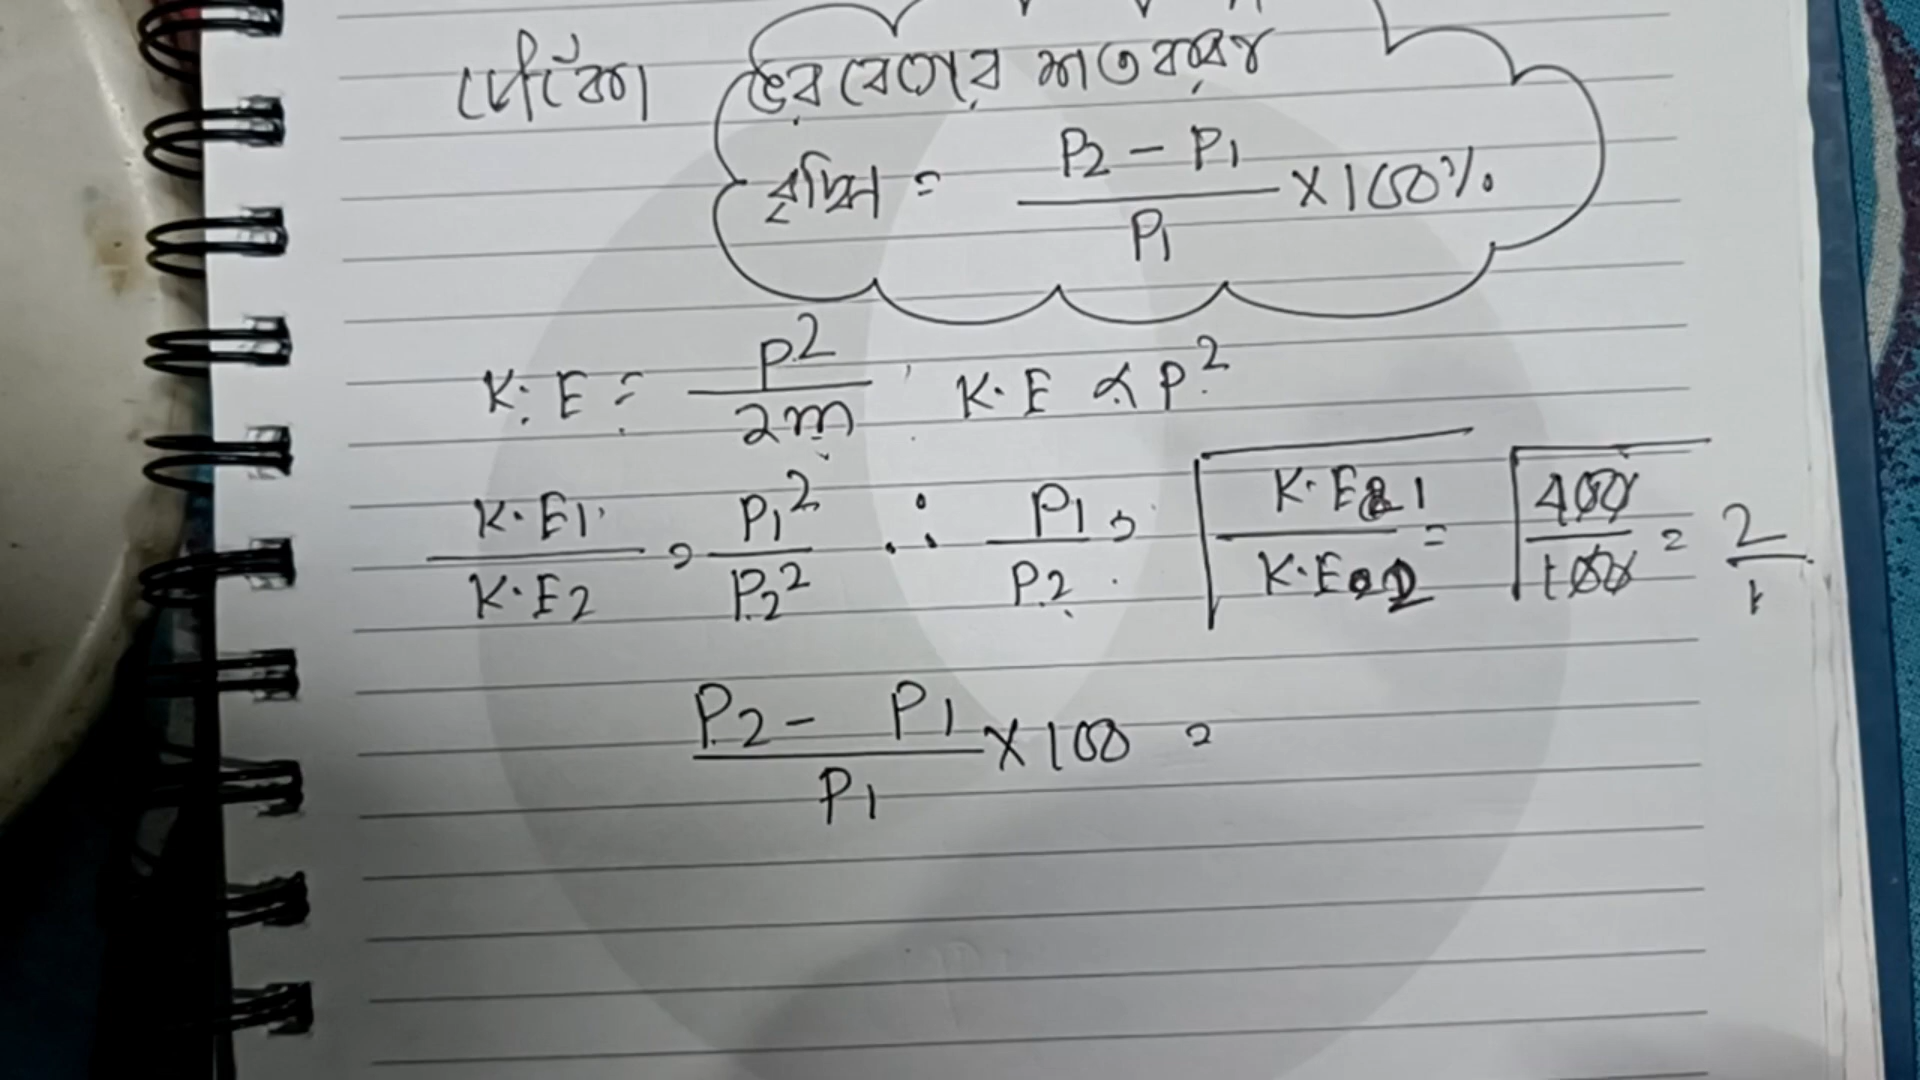 ভরবেগের শতকরা
বৃদ্ধি = P2 - P1 / P1 × 100%
K.E = P² / 2m , K.E ∝ P²
K.E1 / K.E2 = P1² / P2² ∴ P1 / P2 = √(K.E1 / K.E2) = √(400 / 100) = 2 / 1
P2 - P1 / P1 × 100 =